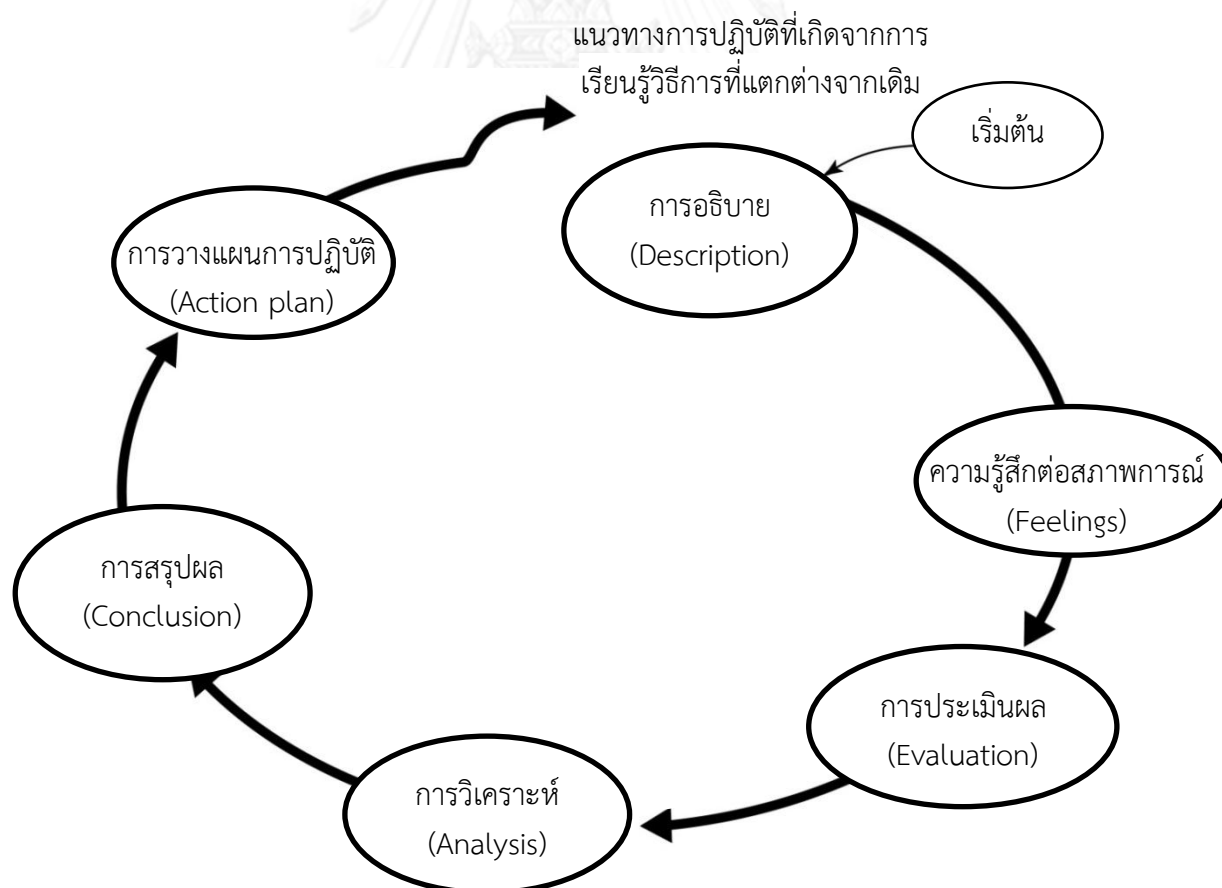 แนวทางการปฏิบัติที่เกิดจากการ
เรียนรู้วิธีการที่แตกต่างจากเดิม
เริ่มต้น
การอธิบาย
(Description)
ความรู้สึกต่อสภาพการณ์
(Feelings)
การประเมินผล
(Evaluation)
การวิเคราะห์
(Analysis)
การสรุปผล
(Conclusion)
การวางแผนการปฏิบัติ
(Action plan)